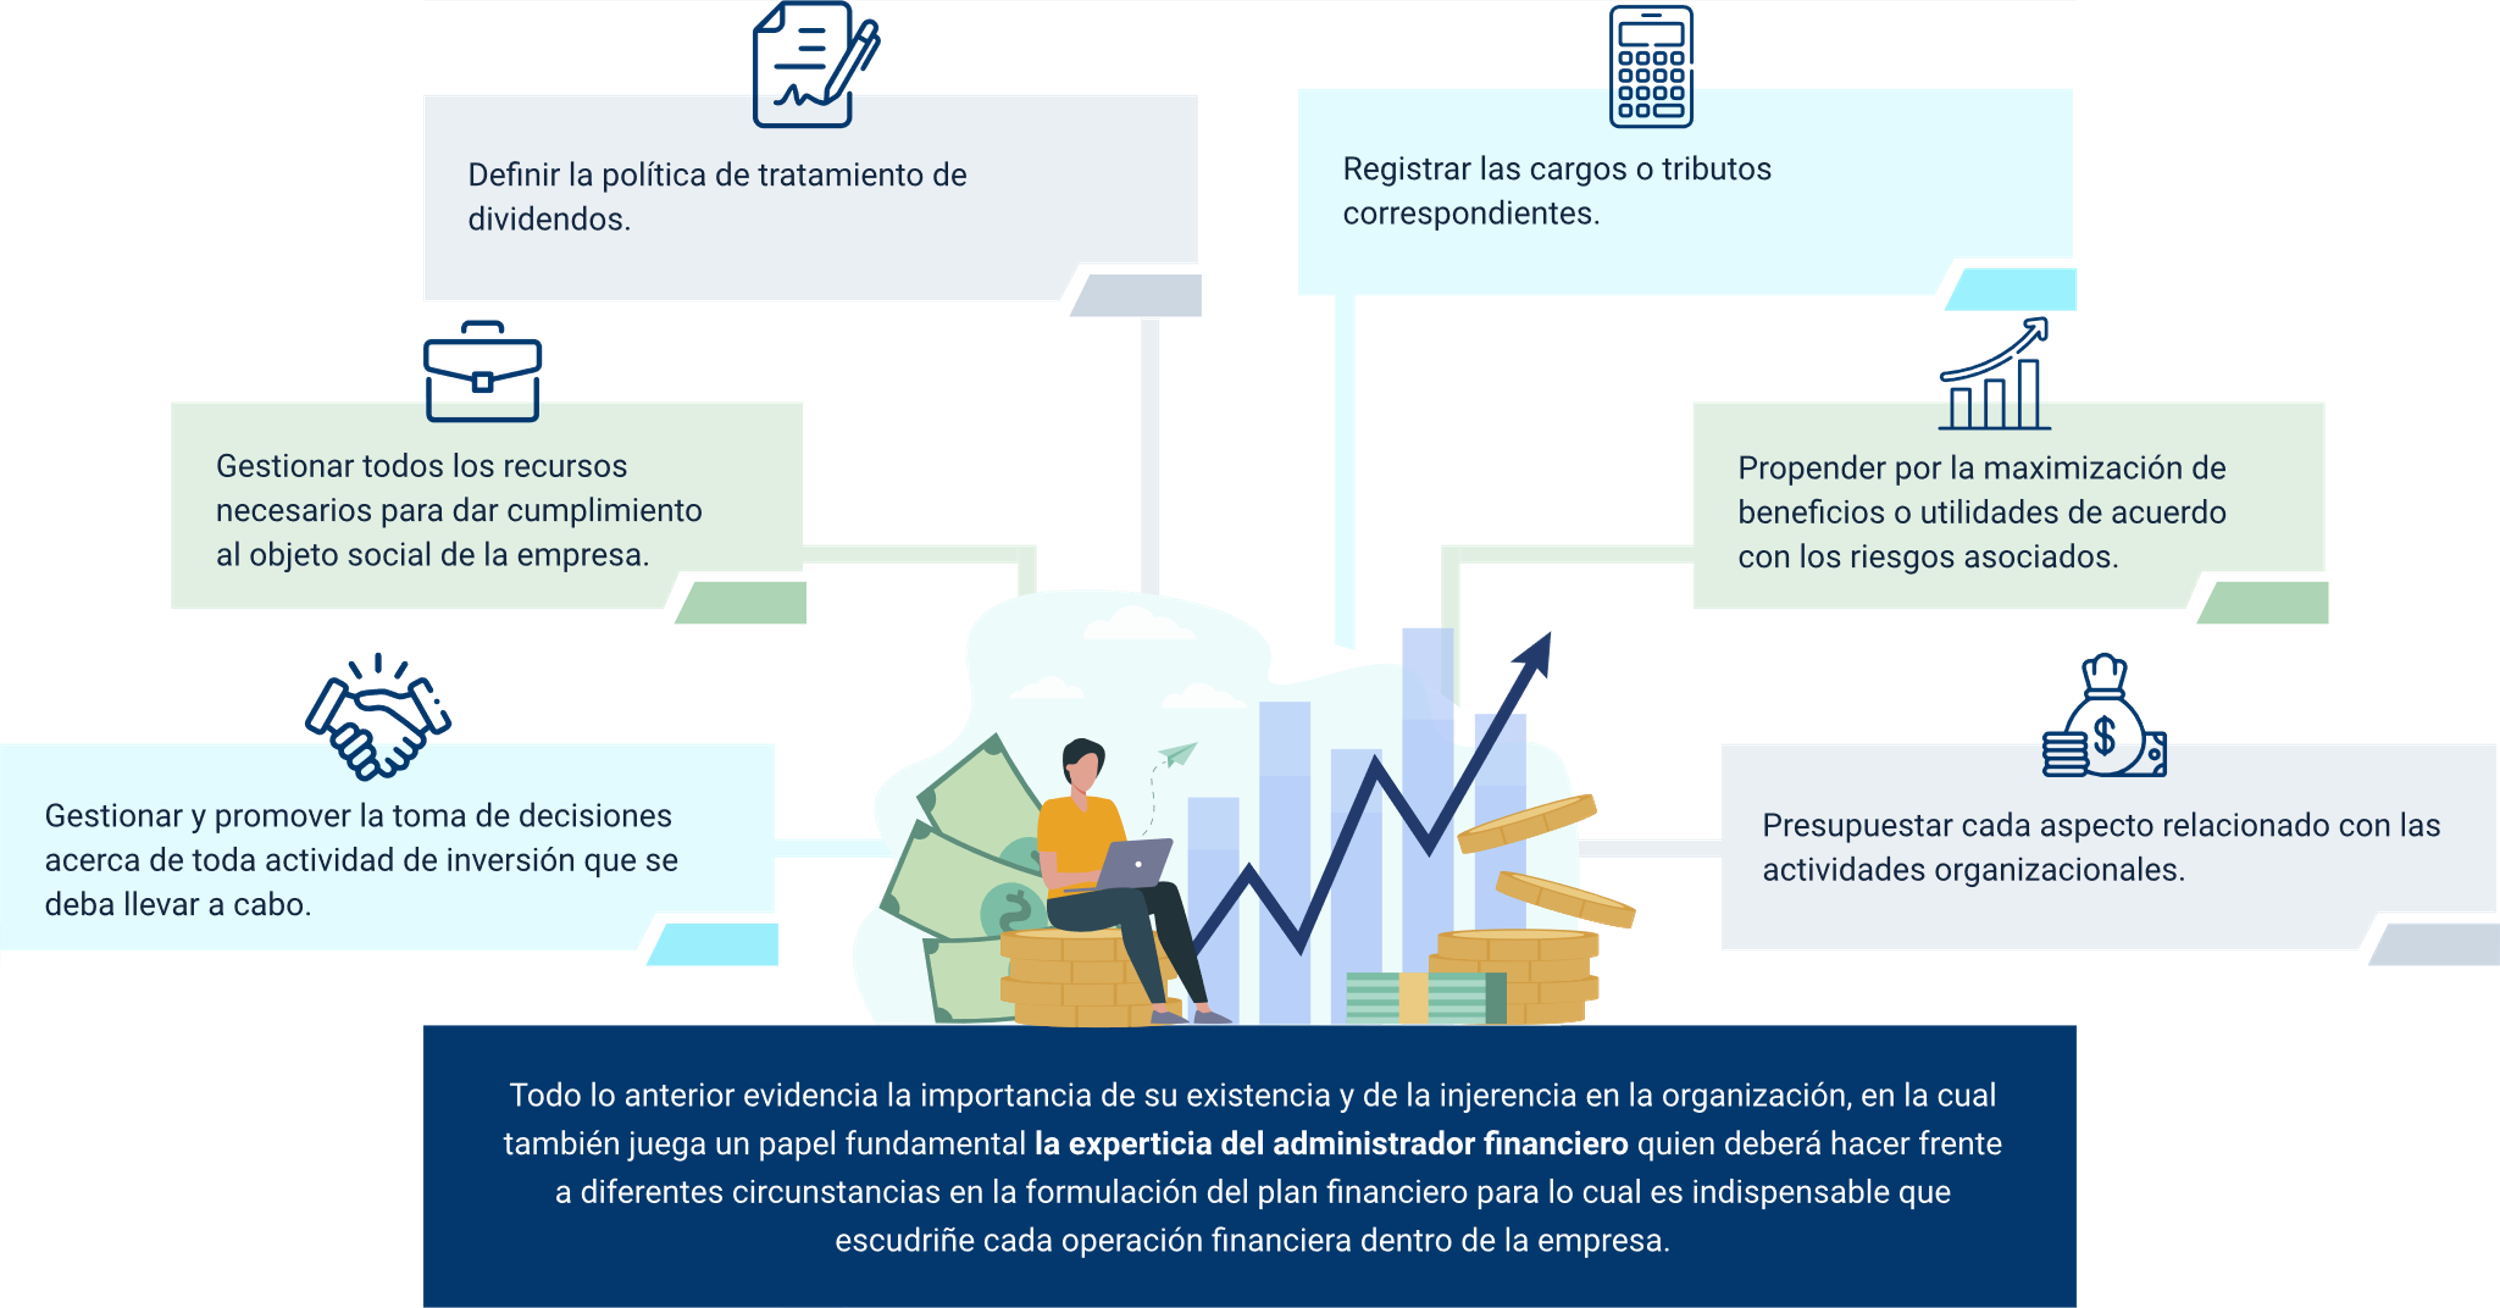 Definir la política de tratamiento de
dividendos.
Registrar las cargos o tributos
correspondientes.
Gestionar todos los recursos
necesarios para dar cumplimiento
al objeto social de la empresa.
Propender por la maximización de
beneficios o utilidades de acuerdo
con los riesgos asociados.
Gestionar y promover la toma de decisiones
acerca de toda actividad de inversión que se
deba llevar a cabo.
Presupuestar cada aspecto relacionado con las
actividades organizacionales.
Todo lo anterior evidencia la importancia de su existencia y de la injerencia en la organización, en la cual
también juega un papel fundamental la experticia del administrador financiero quien deberá hacer frente
a diferentes circunstancias en la formulación del plan financiero para lo cual es indispensable que
escudriñe cada operación financiera dentro de la empresa.